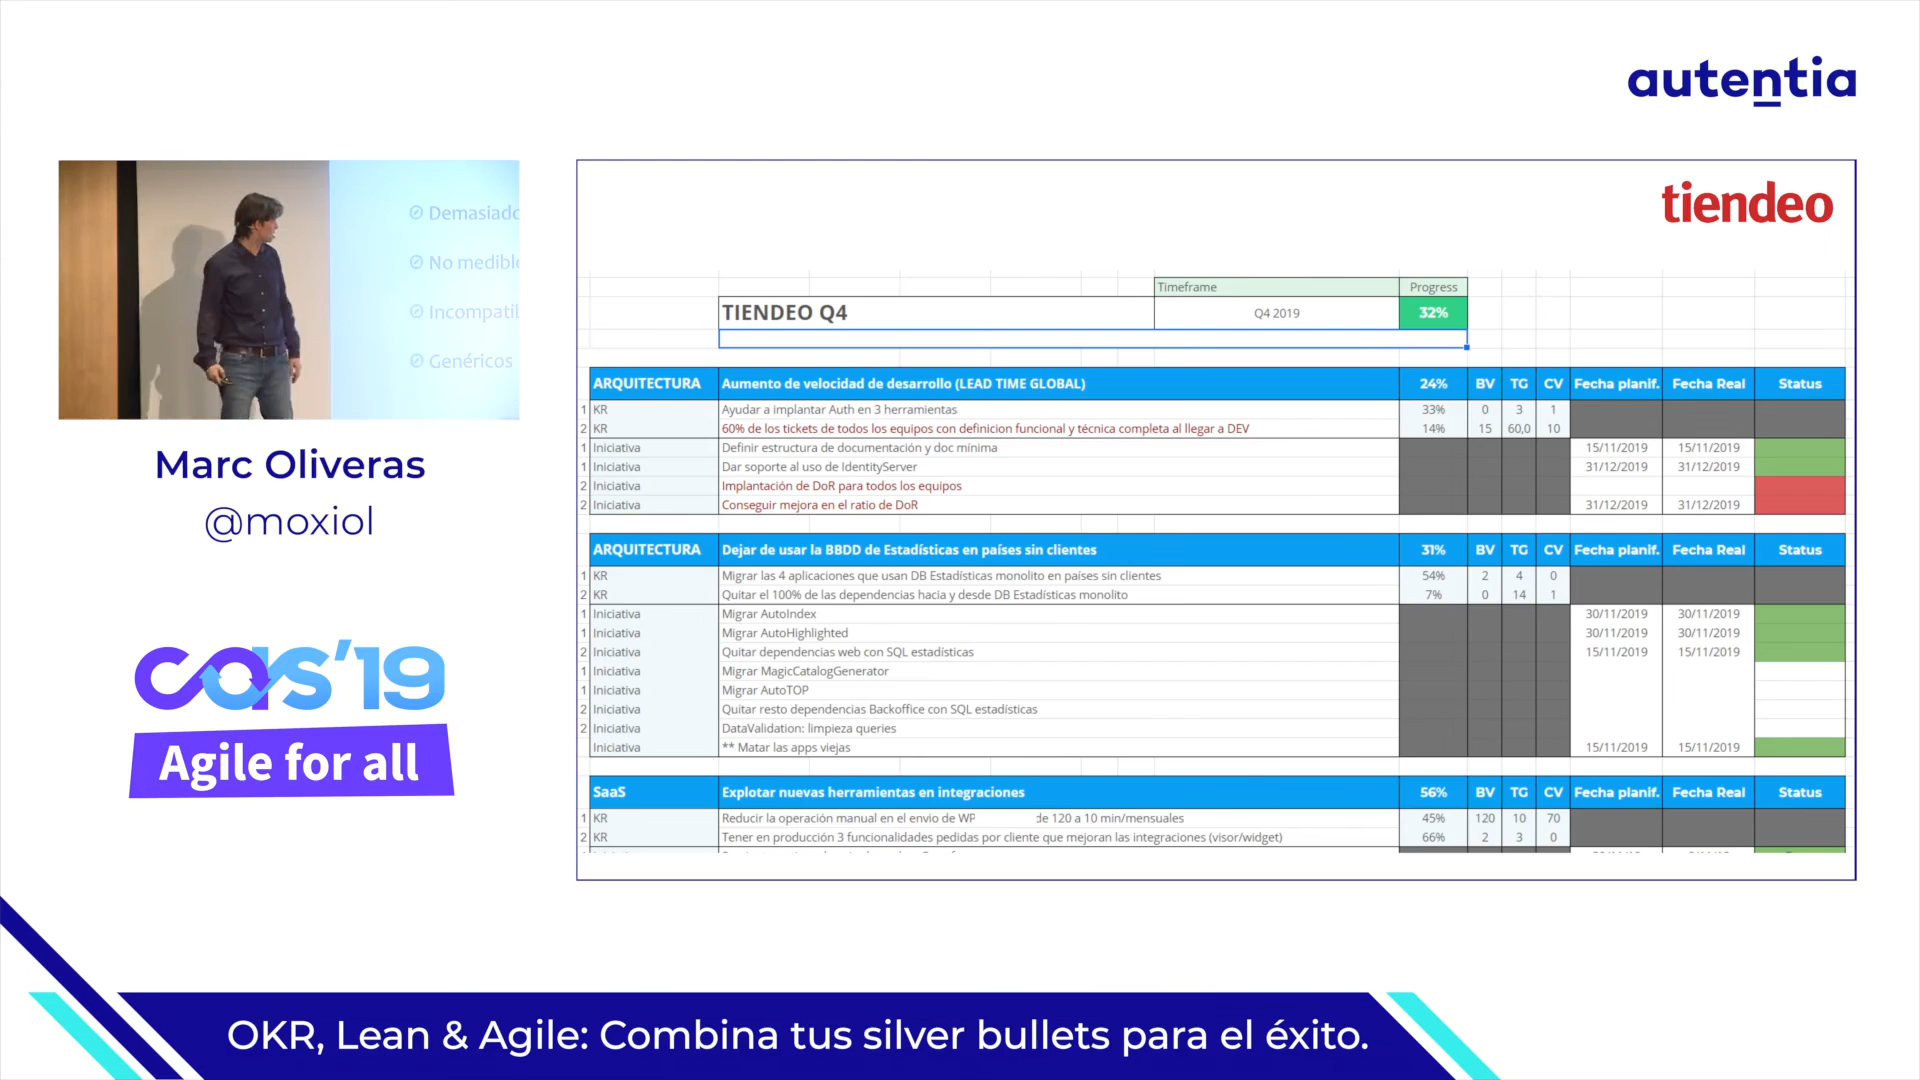 autentia
tiendeo
Demasiado
No medible
Incompatib
Genéricos
Marc Oliveras
@moxiol
cas'19
Agile for all
Timeframe Progress
TIENDEO Q4 Q4 2019 32%
ARQUITECTURA Aumento de velocidad de desarrollo (LEAD TIME GLOBAL) 24% BV TG CV Fecha planif. Fecha Real Status
1 KR Ayudar a implantar Auth en 3 herramientas 33% 0 3 1
2 KR 60% de los tickets de todos los equipos con definicion funcional y técnica completa al llegar a DEV 14% 15 60,0 10
1 Iniciativa Definir estructura de documentación y doc mínima 15/11/2019 15/11/2019
1 Iniciativa Dar soporte al uso de IdentityServer 31/12/2019 31/12/2019
2 Iniciativa Implantación de DoR para todos los equipos
2 Iniciativa Conseguir mejora en el ratio de DoR 31/12/2019 31/12/2019
ARQUITECTURA Dejar de usar la BBDD de Estadísticas en países sin clientes 31% BV TG CV Fecha planif. Fecha Real Status
1 KR Migrar las 4 aplicaciones que usan DB Estadísticas monolito en países sin clientes 54% 2 4 0
2 KR Quitar el 100% de las dependencias hacia y desde DB Estadísticas monolito 7% 0 14 1
1 Iniciativa Migrar AutoIndex 30/11/2019 30/11/2019
1 Iniciativa Migrar AutoHighlighted 30/11/2019 30/11/2019
2 Iniciativa Quitar dependencias web con SQL estadísticas 15/11/2019 15/11/2019
1 Iniciativa Migrar MagicCatalogGenerator
1 Iniciativa Migrar AutoTOP
2 Iniciativa Quitar resto dependencias Backoffice con SQL estadísticas
2 Iniciativa DataValidation: limpieza queries
Iniciativa ** Matar las apps viejas 15/11/2019 15/11/2019
SaaS Explotar nuevas herramientas en integraciones 56% BV TG CV Fecha planif. Fecha Real Status
1 KR Reducir la operación manual en el envio de WP de 120 a 10 min/mensuales 45% 120 10 70
2 KR Tener en producción 3 funcionalidades pedidas por cliente que mejoran las integraciones (visor/widget) 66% 2 3 0
OKR, Lean & Agile: Combina tus silver bullets para el éxito.